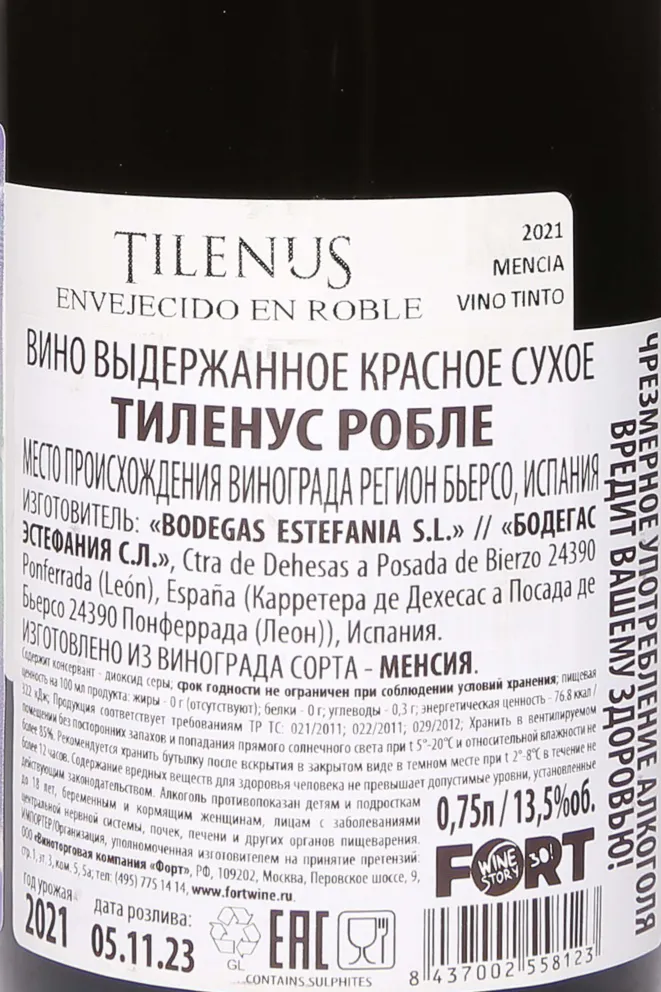 TILENUS
ENVEJECIDO EN ROBLE
2021
MENCIA
VINO TINTO
ВИНО ВЫДЕРЖАННОЕ КРАСНОЕ СУХОЕ
ТИЛЕНУС РОБЛЕ
МЕСТО ПРОИСХОЖДЕНИЯ ВИНОГРАДА РЕГИОН БЬЕРСО, ИСПАНИЯ
ИЗГОТОВИТЕЛЬ: «BODEGAS ESTEFANIA S.L.» // «БОДЕГАС
ЭСТЕФАНИЯ С.Л.», Ctra de Dehesas a Posada de Bierzo 24390
Ponferrada (León), España (Карретера де Дехесас а Посада де
Бьерсо 24390 Понферрада (Леон)), Испания.
ИЗГОТОВЛЕНО ИЗ ВИНОГРАДА СОРТА - МЕНСИЯ.
Содержит консервант - диоксид серы; срок годности не ограничен при соблюдении условий хранения; пищевая
ценность на 100 мл продукта: жиры - 0 г (отсутствуют); белки - 0 г; углеводы - 0,3 г; энергетическая ценность - 76.8 ккал /
322 кДж; Продукция соответствует требованиям ТР ТС: 021/2011; 022/2011; 029/2012; Хранить в вентилируемом
помещении без посторонних запахов и попадания прямого солнечного света при t 5°-20°С и относительной влажности не
более 85%. Рекомендуется хранить бутылку после вскрытия в закрытом виде в темном месте при t 2°-8°С в течение не
более 12 часов. Содержание вредных веществ для здоровья человека не превышает допустимые уровни, установленные
действующим законодательством. Алкоголь противопоказан детям и подросткам
до 18 лет, беременным и кормящим женщинам, лицам с заболеваниями
центральной нервной системы, почек, печени и других органов пищеварения.
ИМПОРТЕР/Организация, уполномоченная изготовителем на принятие претензий:
ООО «Виноторговая компания «Форт», РФ, 109202, Москва, Перовское шоссе, 9,
стр. 1, эт. 3, ком. 5, 5а; тел: (495) 775 14 14, www.fortwine.ru.
0,75л / 13,5%об.
FORT
WINE
STORY
30!
год урожая
2021
дата розлива:
05.11.23
GL
EAC
CONTAINS SULPHITES
8 437002 558123
ЧРЕЗМЕРНОЕ УПОТРЕБЛЕНИЕ АЛКОГОЛЯ
ВРЕДИТ ВАШЕМУ ЗДОРОВЬЮ!